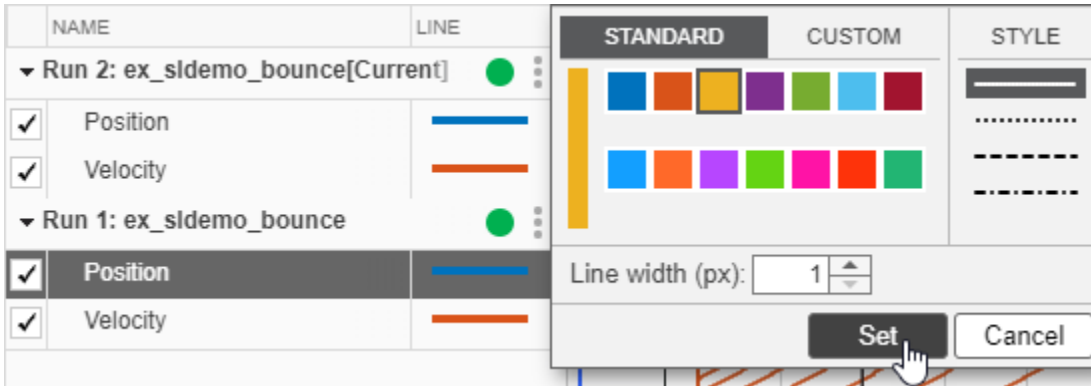 NAME LINE
Run 2: ex_sldemo_bounce[Current]
Position
Velocity
Run 1: ex_sldemo_bounce
Position
Velocity
STANDARD CUSTOM STYLE
Line width (px): 1
Set Cancel